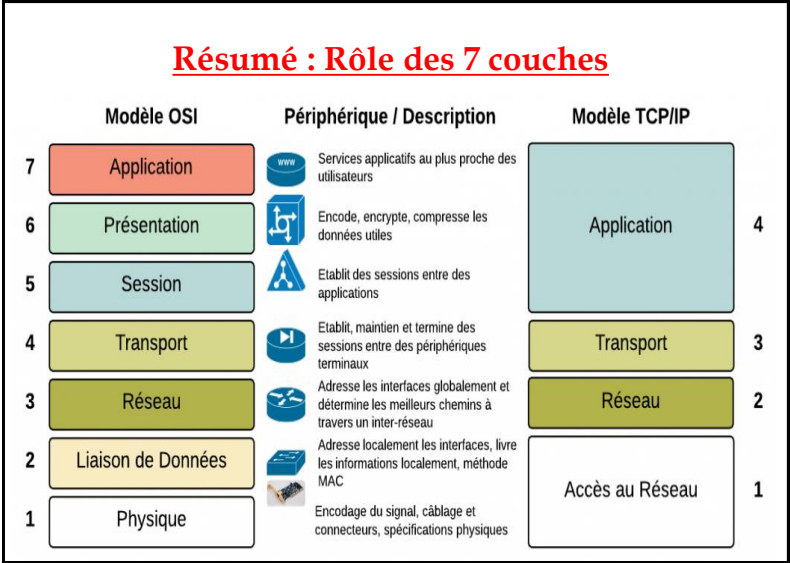 Résumé : Rôle des 7 couches
Modèle OSI
Périphérique / Description
Modèle TCP/IP
7
Application
www
Services applicatifs au plus proche des
utilisateurs
6
Présentation
Encode, encrypte, compresse les
données utiles
Application
4
5
Session
Etablit des sessions entre des
applications
4
Transport
Etablit, maintien et termine des
sessions entre des périphériques
terminaux
Transport
3
3
Réseau
Adresse les interfaces globalement et
détermine les meilleurs chemins à
travers un inter-réseau
Réseau
2
2
Liaison de Données
Adresse localement les interfaces, livre
les informations localement, méthode
MAC
Accès au Réseau
1
1
Physique
Encodage du signal, câblage et
connecteurs, spécifications physiques